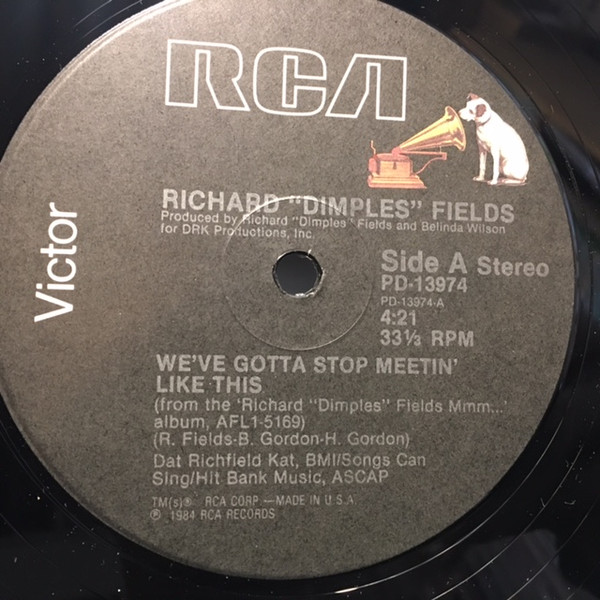 RCA
Victor
RICHARD "DIMPLES" FIELDS
Produced by Richard "Dimples" Fields and Belinda Wilson
for DRK Productions, Inc.
Side A Stereo
PD-13974
PD-13974-A
4:21
33⅓ RPM
WE'VE GOTTA STOP MEETIN'
LIKE THIS
(from the 'Richard "Dimples" Fields Mmm...'
album, AFL1-5169)
(R. Fields-B. Gordon-H. Gordon)
Dat Richfield Kat, BMI/Songs Can
Sing/Hit Bank Music, ASCAP
TM(s)® RCA CORP.—MADE IN U.S.A.
℗ 1984 RCA RECORDS